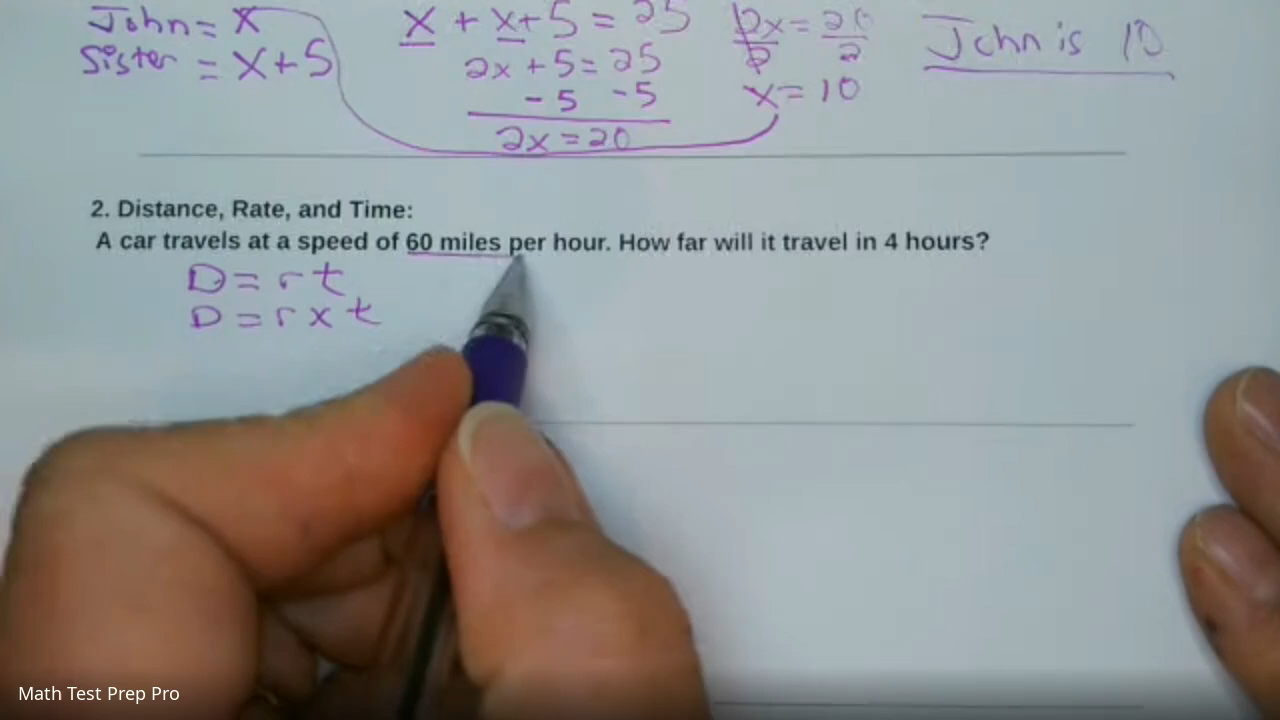 John = x   x + x + 5 = 25   2x = 20   John is 10
Sister = x+5   2x + 5 = 25   2   2
- 5   -5   x = 10
2x = 20
2. Distance, Rate, and Time:
A car travels at a speed of 60 miles per hour. How far will it travel in 4 hours?
D = r t
D = r x t
Math Test Prep Pro